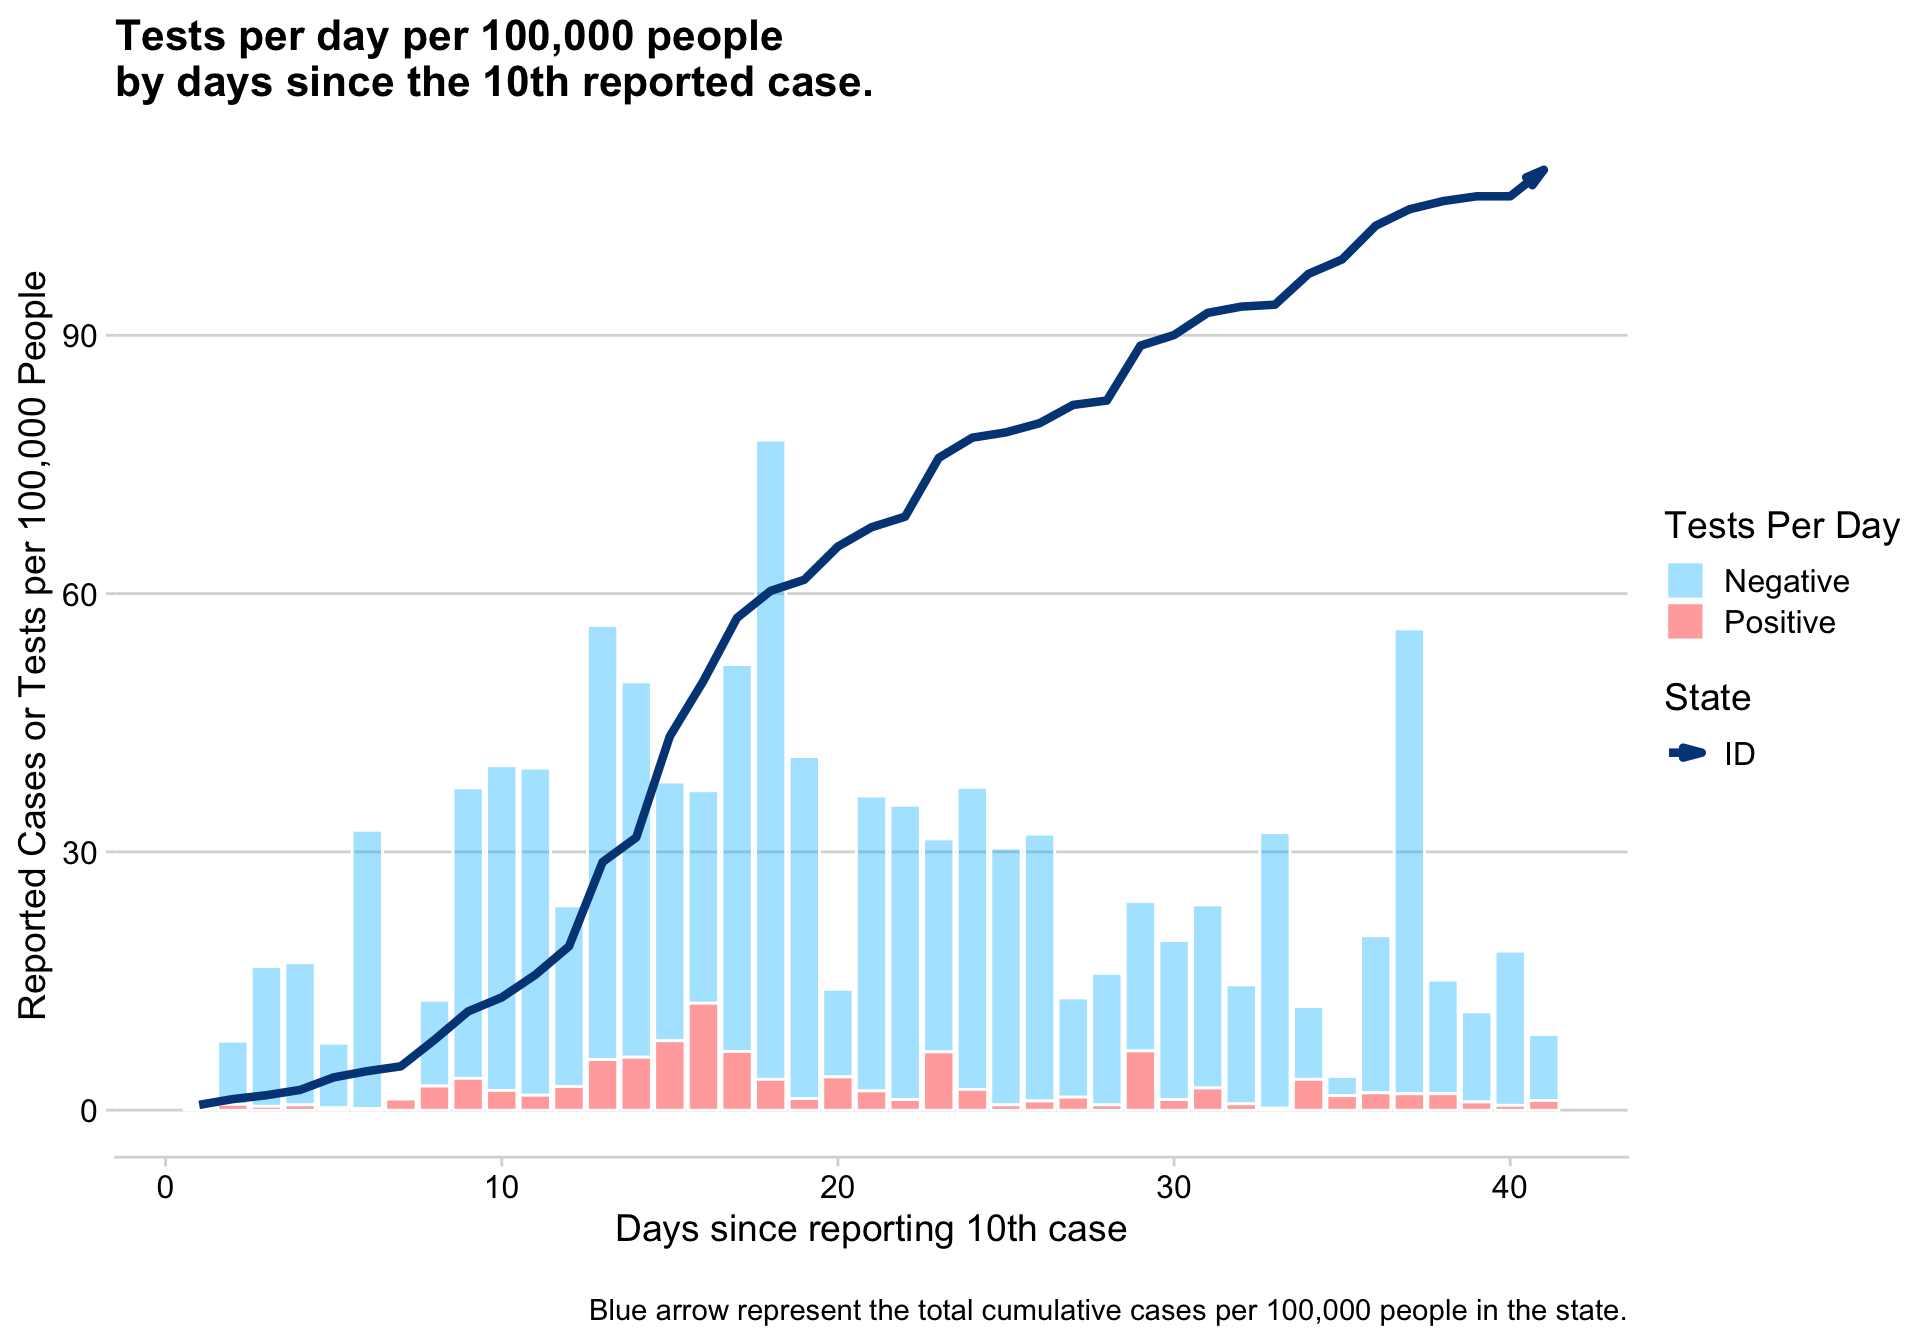 Tests per day per 100,000 people
by days since the 10th reported case.
Reported Cases or Tests per 100,000 People
90
60
30
0
0
10
20
30
40
Days since reporting 10th case
Tests Per Day
Negative
Positive
State
ID
Blue arrow represent the total cumulative cases per 100,000 people in the state.